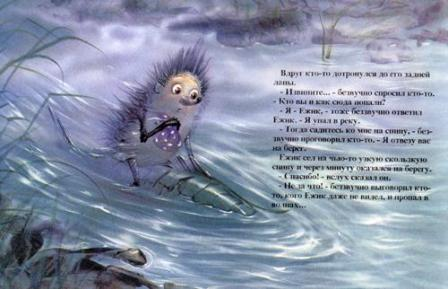 Вдруг кто-то дотронулся до его задней
лапы.
- Извините... - беззвучно спросил кто-то.
- Кто вы и как сюда попали?
- Я - Ёжик, - тоже беззвучно ответил
Ёжик. - Я упал в реку.
- Тогда садитесь ко мне на спину, - без-
звучно проговорил кто-то. - Я отвезу вас
на берег.
Ёжик сел на чью-то узкую скользкую
спину и через минуту оказался на берегу.
- Спасибо! - вслух сказал он.
- Не за что! - беззвучно выговорил кто-
то, кого Ёжик даже не видел, и пропал в
волнах...